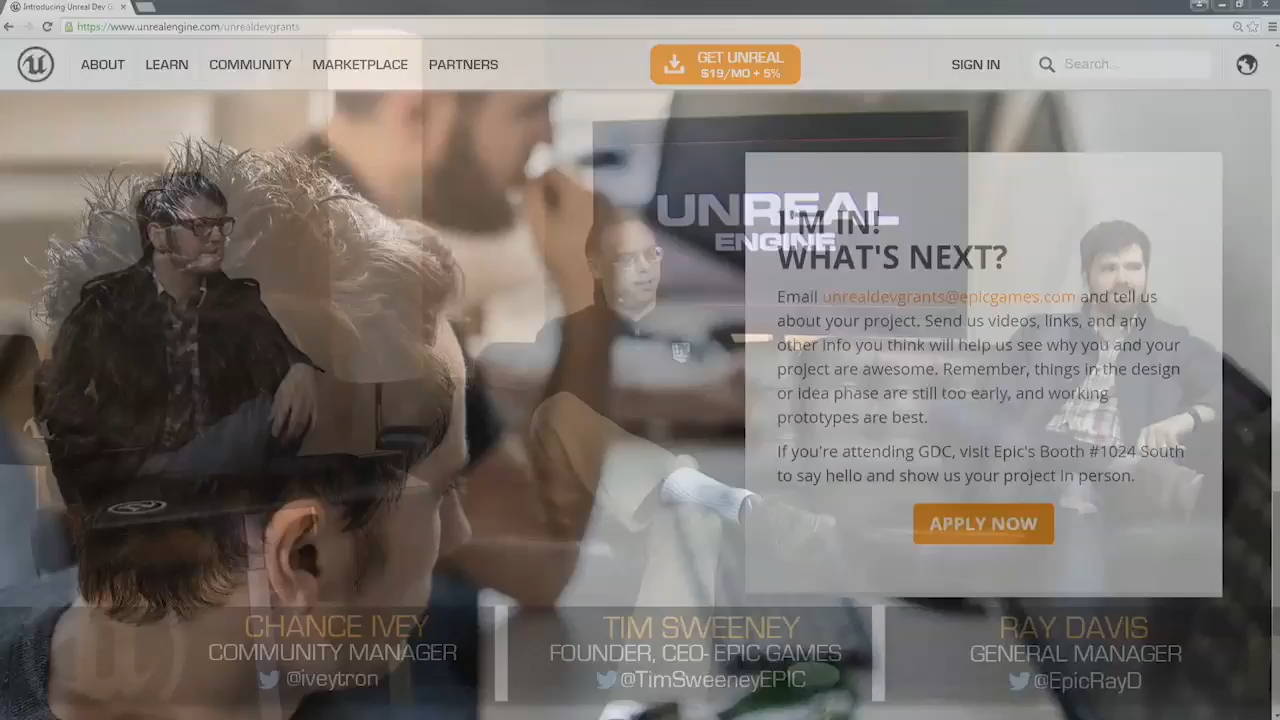 Introducing Unreal Dev G
https://www.unrealengine.com/unrealdevgrants
ABOUT LEARN COMMUNITY MARKETPLACE PARTNERS
GET UNREAL
$19/MO + 5%
SIGN IN
Search...
UNREAL
ENGINE
I'M IN!
WHAT'S NEXT?
Email unrealdevgrants@epicgames.com and tell us
about your project. Send us videos, links, and any
other info you think will help us see why you and your
project are awesome. Remember, things in the design
or idea phase are still too early, and working
prototypes are best.
If you're attending GDC, visit Epic's Booth #1024 South
to say hello and show us your project in person.
APPLY NOW
CHANCE IVEY
COMMUNITY MANAGER
@iveytron
TIM SWEENEY
FOUNDER, CEO- EPIC GAMES
@TimSweeneyEPIC
RAY DAVIS
GENERAL MANAGER
@EpicRayD